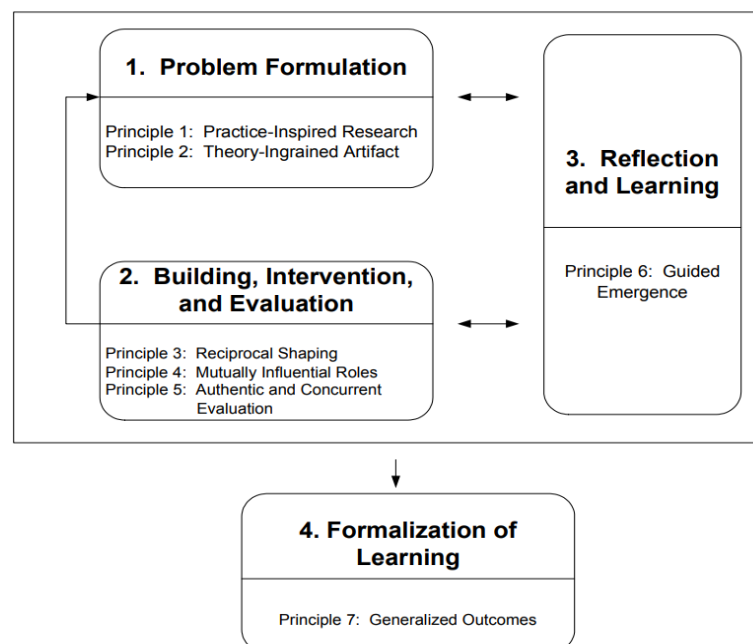 1. Problem Formulation
Principle 1: Practice-Inspired Research
Principle 2: Theory-Ingrained Artifact
2. Building, Intervention,
and Evaluation
Principle 3: Reciprocal Shaping
Principle 4: Mutually Influential Roles
Principle 5: Authentic and Concurrent
Evaluation
3. Reflection
and Learning
Principle 6: Guided
Emergence
4. Formalization of
Learning
Principle 7: Generalized Outcomes